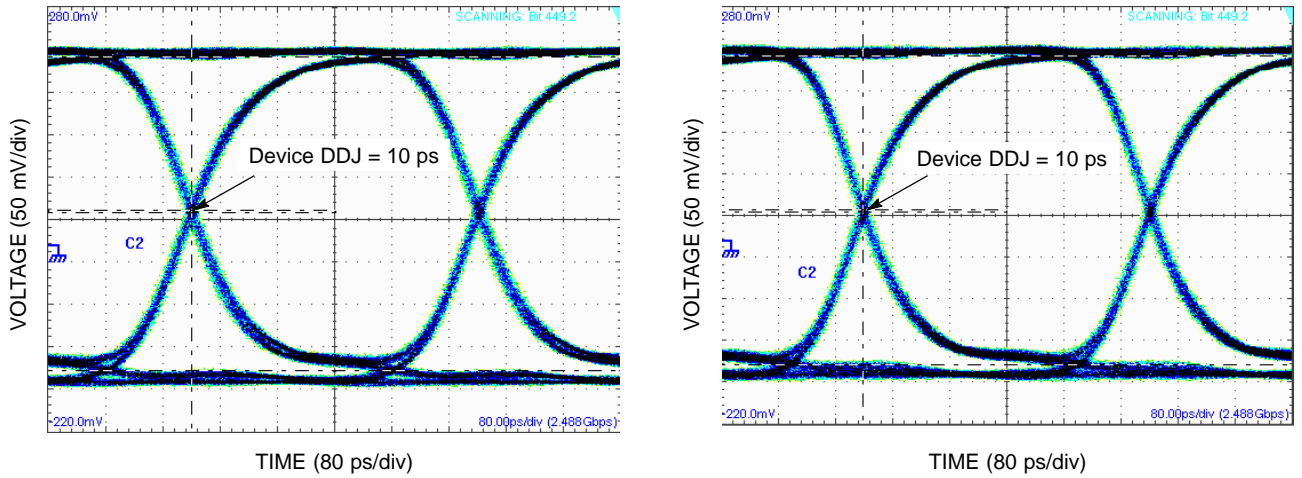 280.0mV
SCANNING: Bit 449.2
VOLTAGE (50 mV/div)
Device DDJ = 10 ps
C2
-220.0mV
80.00ps/div (2.488Gbps)
TIME (80 ps/div)
280.0mV
SCANNING: Bit 449.2
VOLTAGE (50 mV/div)
Device DDJ = 10 ps
C2
-220.0mV
80.00ps/div (2.488Gbps)
TIME (80 ps/div)